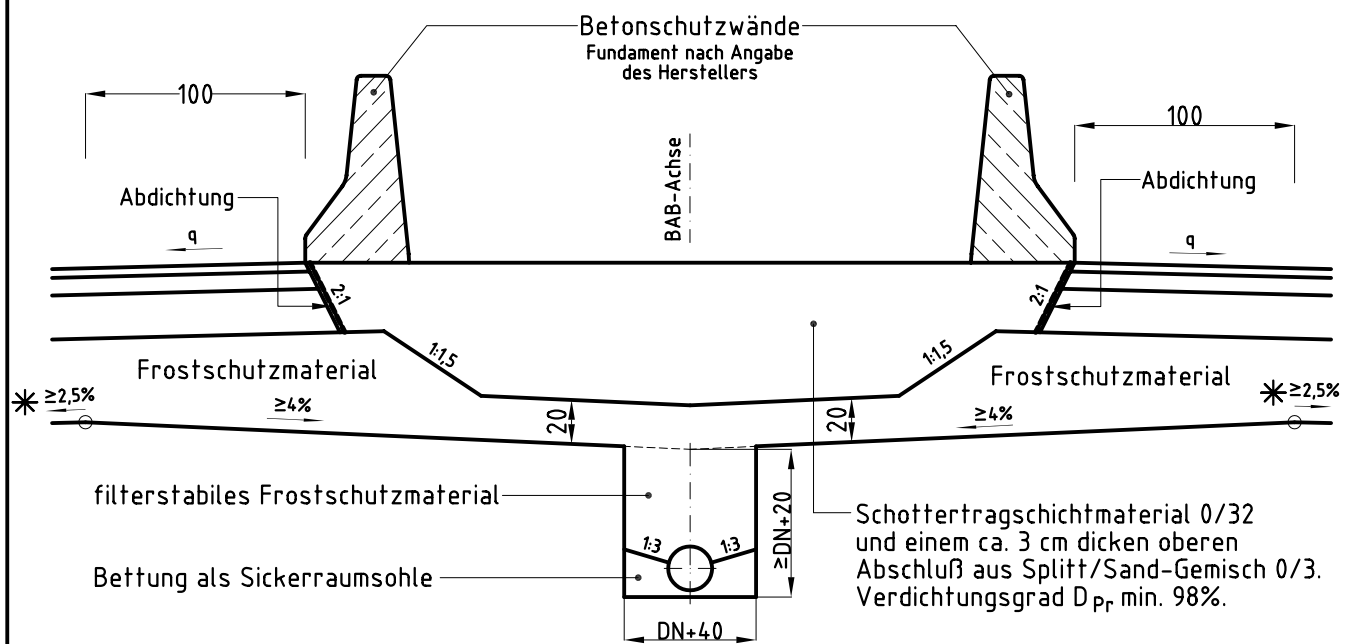 Betonschutzwände
Fundament nach Angabe
des Herstellers
100
100
BAB-Achse
Abdichtung
Abdichtung
q
q
2:1
2:1
1:1,5
1:1,5
Frostschutzmaterial
Frostschutzmaterial
≥2,5%
≥2,5%
≥4%
≥4%
20
20
filterstabiles Frostschutzmaterial
≥DN+20
Schottertragschichtmaterial 0/32
und einem ca. 3 cm dicken oberen
Abschluß aus Splitt/Sand-Gemisch 0/3.
Verdichtungsgrad DPr min. 98%.
1:3
1:3
Bettung als Sickerraumsohle
DN+40